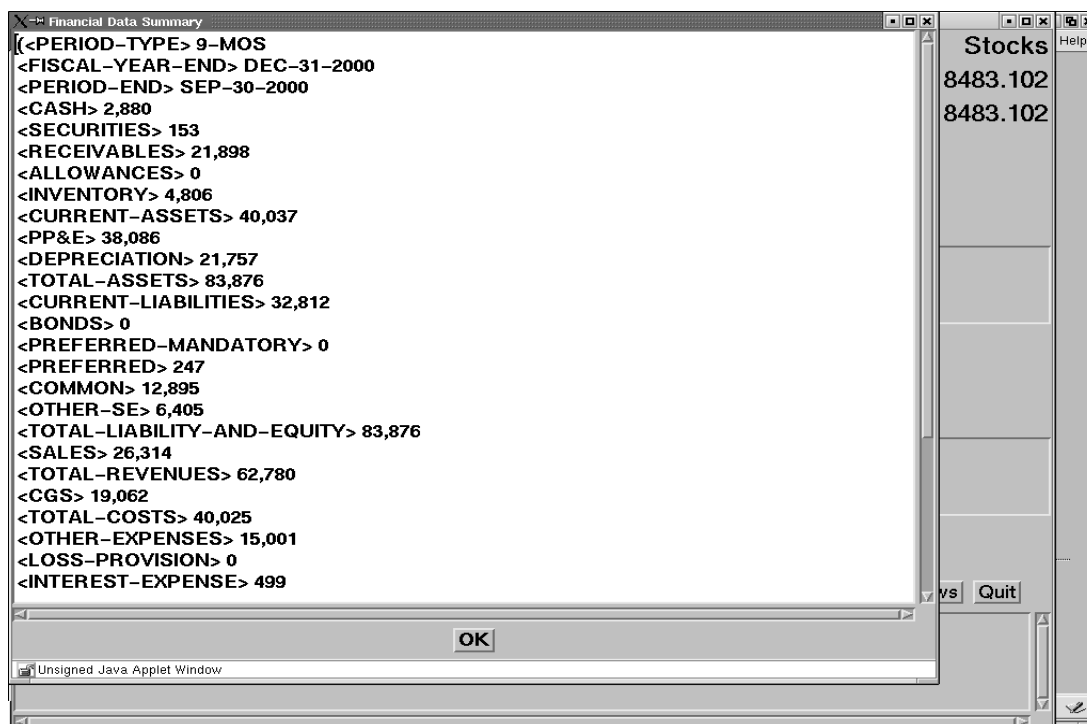 Financial Data Summary
(<PERIOD-TYPE> 9-MOS
<FISCAL-YEAR-END> DEC-31-2000
<PERIOD-END> SEP-30-2000
<CASH> 2,880
<SECURITIES> 153
<RECEIVABLES> 21,898
<ALLOWANCES> 0
<INVENTORY> 4,806
<CURRENT-ASSETS> 40,037
<PP&E> 38,086
<DEPRECIATION> 21,757
<TOTAL-ASSETS> 83,876
<CURRENT-LIABILITIES> 32,812
<BONDS> 0
<PREFERRED-MANDATORY> 0
<PREFERRED> 247
<COMMON> 12,895
<OTHER-SE> 6,405
<TOTAL-LIABILITY-AND-EQUITY> 83,876
<SALES> 26,314
<TOTAL-REVENUES> 62,780
<CGS> 19,062
<TOTAL-COSTS> 40,025
<OTHER-EXPENSES> 15,001
<LOSS-PROVISION> 0
<INTEREST-EXPENSE> 499
OK
Unsigned Java Applet Window
Stocks
8483.102
8483.102
Help
ws
Quit